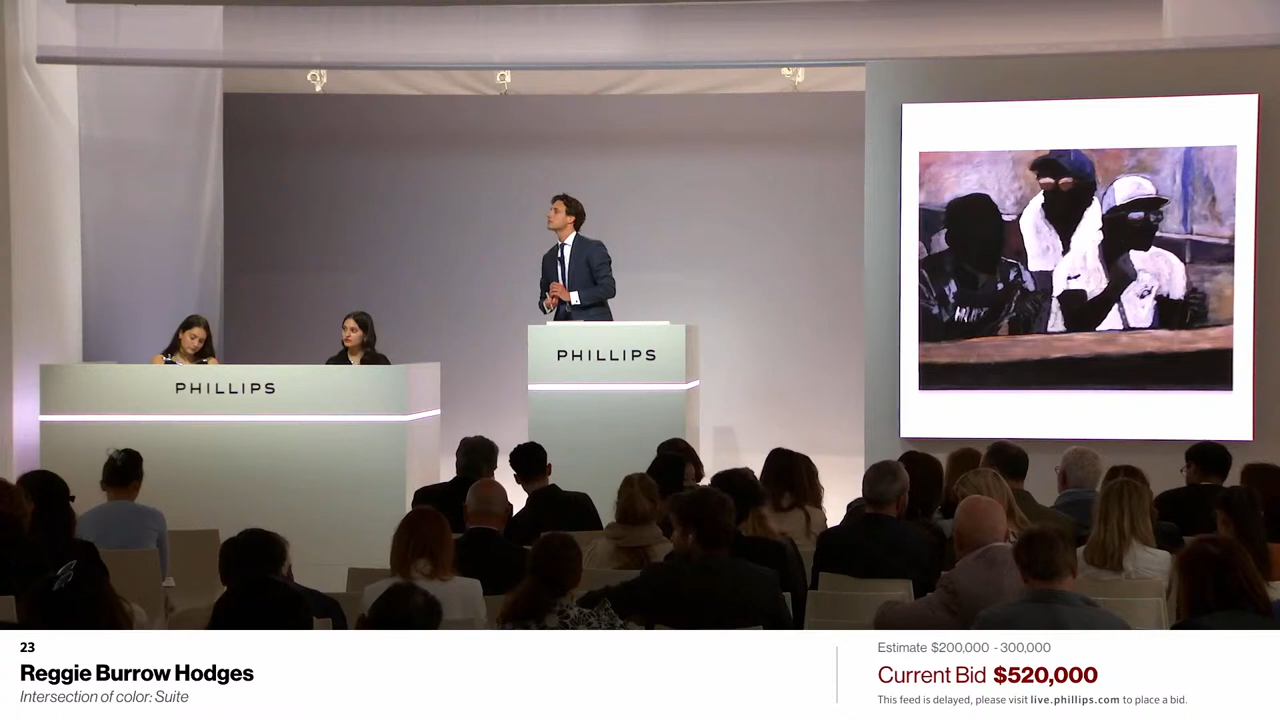 PHILLIPS
PHILLIPS
23
Reggie Burrow Hodges
Intersection of color: Suite
Estimate $200,000 - 300,000
Current Bid $520,000
This feed is delayed, please visit live.phillips.com to place a bid.